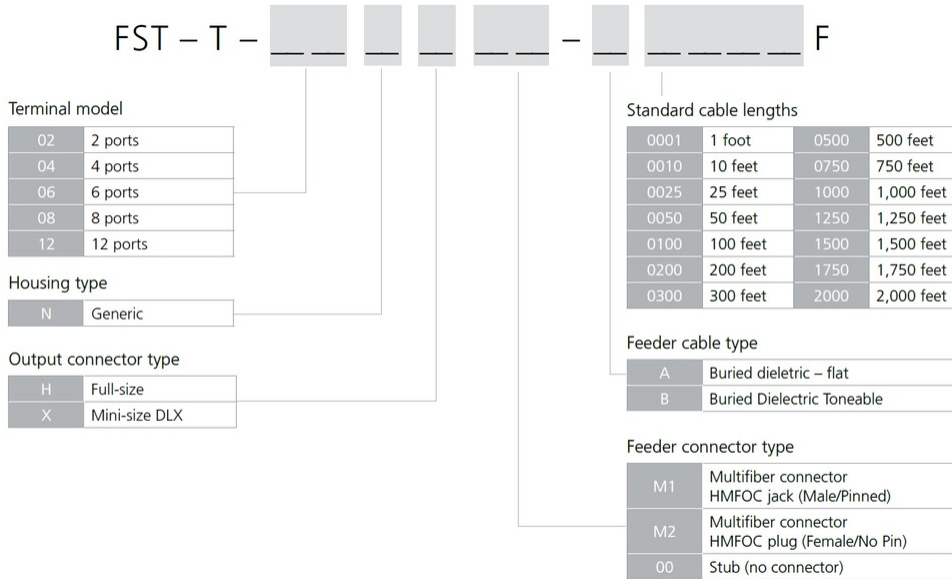 FST – T – __ __ __ __ __ __ – __ __ __ __ __ F
Terminal model
02 2 ports
04 4 ports
06 6 ports
08 8 ports
12 12 ports
Housing type
N Generic
Output connector type
H Full-size
X Mini-size DLX
Standard cable lengths
0001 1 foot 0500 500 feet
0010 10 feet 0750 750 feet
0025 25 feet 1000 1,000 feet
0050 50 feet 1250 1,250 feet
0100 100 feet 1500 1,500 feet
0200 200 feet 1750 1,750 feet
0300 300 feet 2000 2,000 feet
Feeder cable type
A Buried dieletric – flat
B Buried Dielectric Toneable
Feeder connector type
M1 Multifiber connector
HMFOC jack (Male/Pinned)
M2 Multifiber connector
HMFOC plug (Female/No Pin)
00 Stub (no connector)